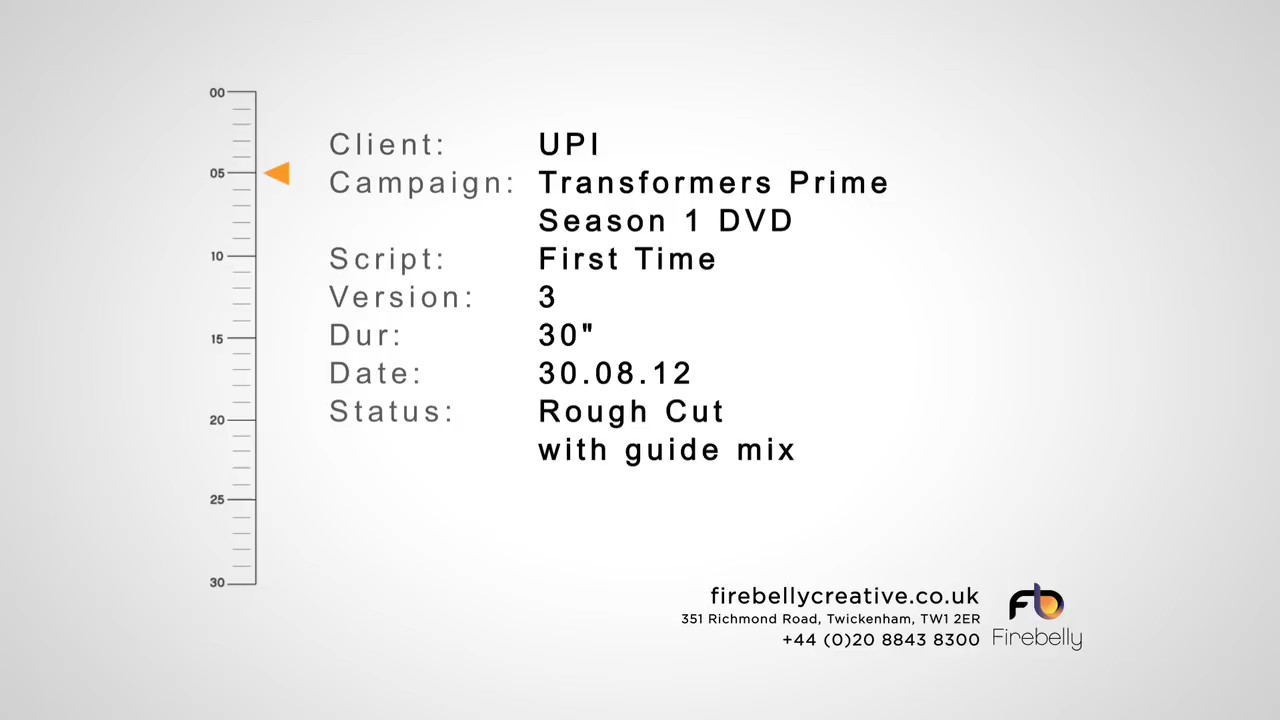 00
05
10
15
20
25
30
Client: UPI
Campaign: Transformers Prime
Season 1 DVD
Script: First Time
Version: 3
Dur: 30"
Date: 30.08.12
Status: Rough Cut
with guide mix
firebellycreative.co.uk
351 Richmond Road, Twickenham, TW1 2ER
+44 (0)20 8843 8300
fb
Firebelly